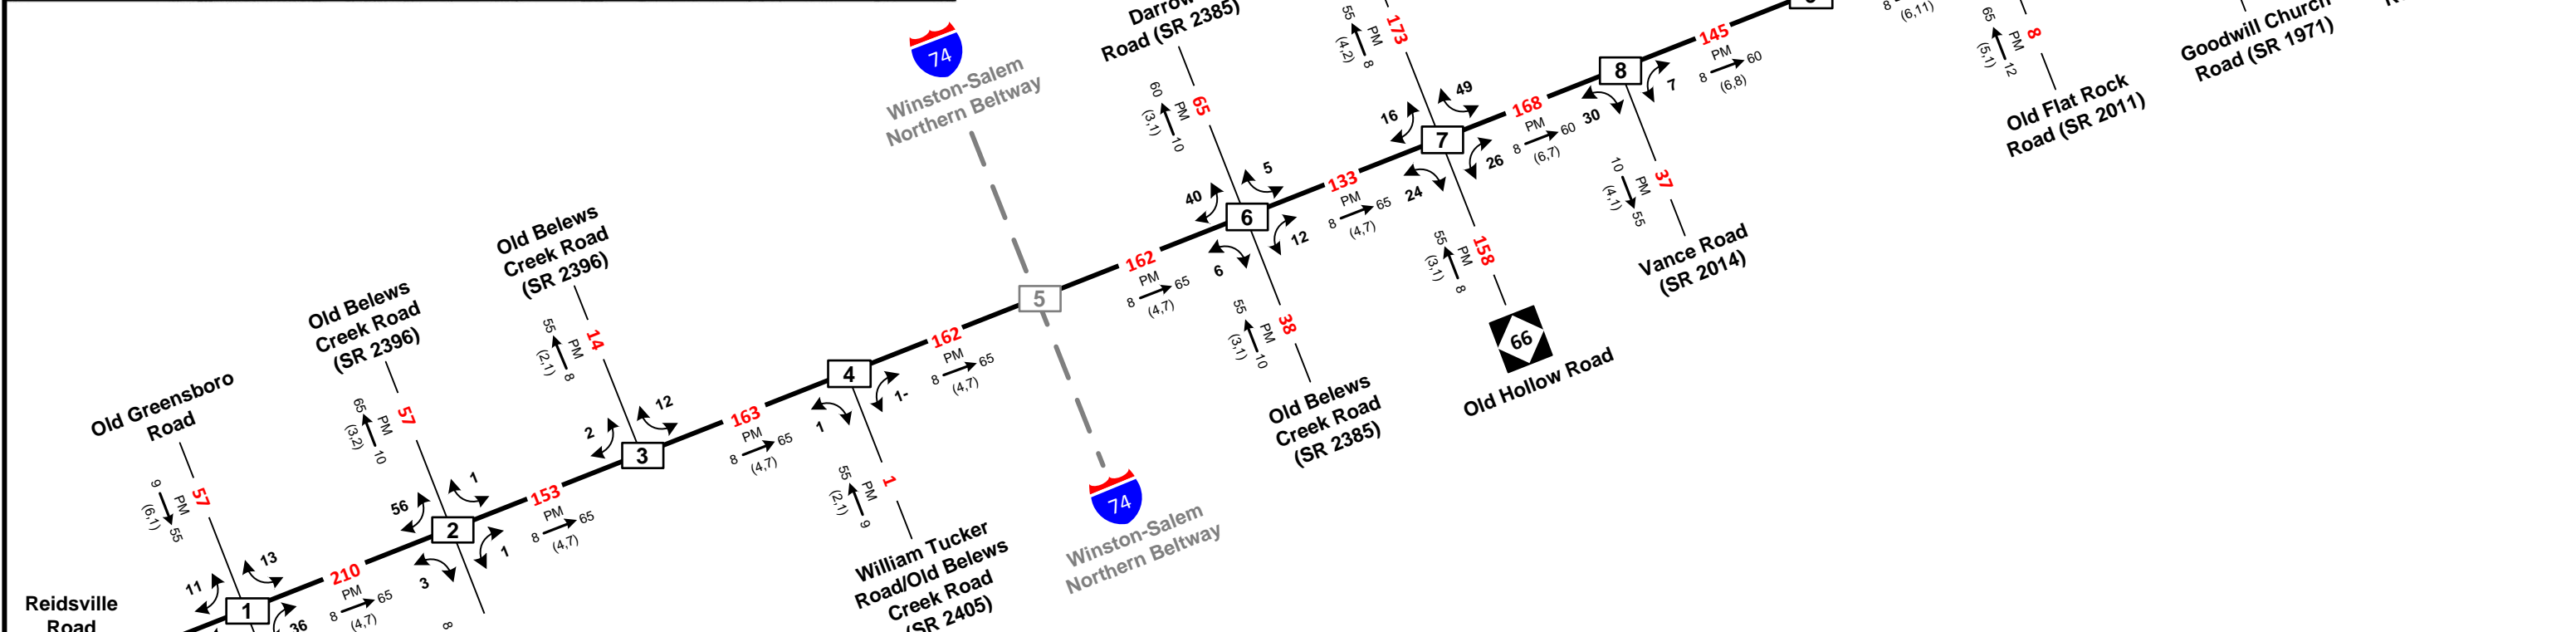 74
Winston-Salem
Northern Beltway
Road (SR 2385)
60
PM
(3,1)
10
65
40
5
6
6
12
133
PM
8
65
(4,7)
55
PM
(4,2)
8
173
16
49
7
24
26
168
PM
8
60
(6,7)
8
30
7
145
PM
8
60
(6,8)
8
(6,11)
65
PM
(5,1)
12
8
Old Flat Rock
Road (SR 2011)
Goodwill Church
Road (SR 1971)
10
PM
(4,1)
55
37
Vance Road
(SR 2014)
55
PM
(3,1)
8
158
66
Old Hollow Road
55
PM
(3,1)
10
38
Old Belews
Creek Road
(SR 2385)
162
PM
8
65
(4,7)
5
162
PM
8
65
(4,7)
74
Winston-Salem
Northern Beltway
4
1
1-
55
PM
(2,1)
9
1
William Tucker
Road/Old Belews
Creek Road
(SR 2405)
163
PM
8
65
(4,7)
Old Belews
Creek Road
(SR 2396)
55
PM
(2,1)
8
14
2
12
3
153
PM
8
65
(4,7)
Old Belews
Creek Road
(SR 2396)
65
PM
(3,2)
10
57
56
1
2
3
1
8
210
PM
8
65
(4,7)
Old Greensboro
Road
9
PM
(6,1)
55
57
11
13
1
36
Reidsville
Road